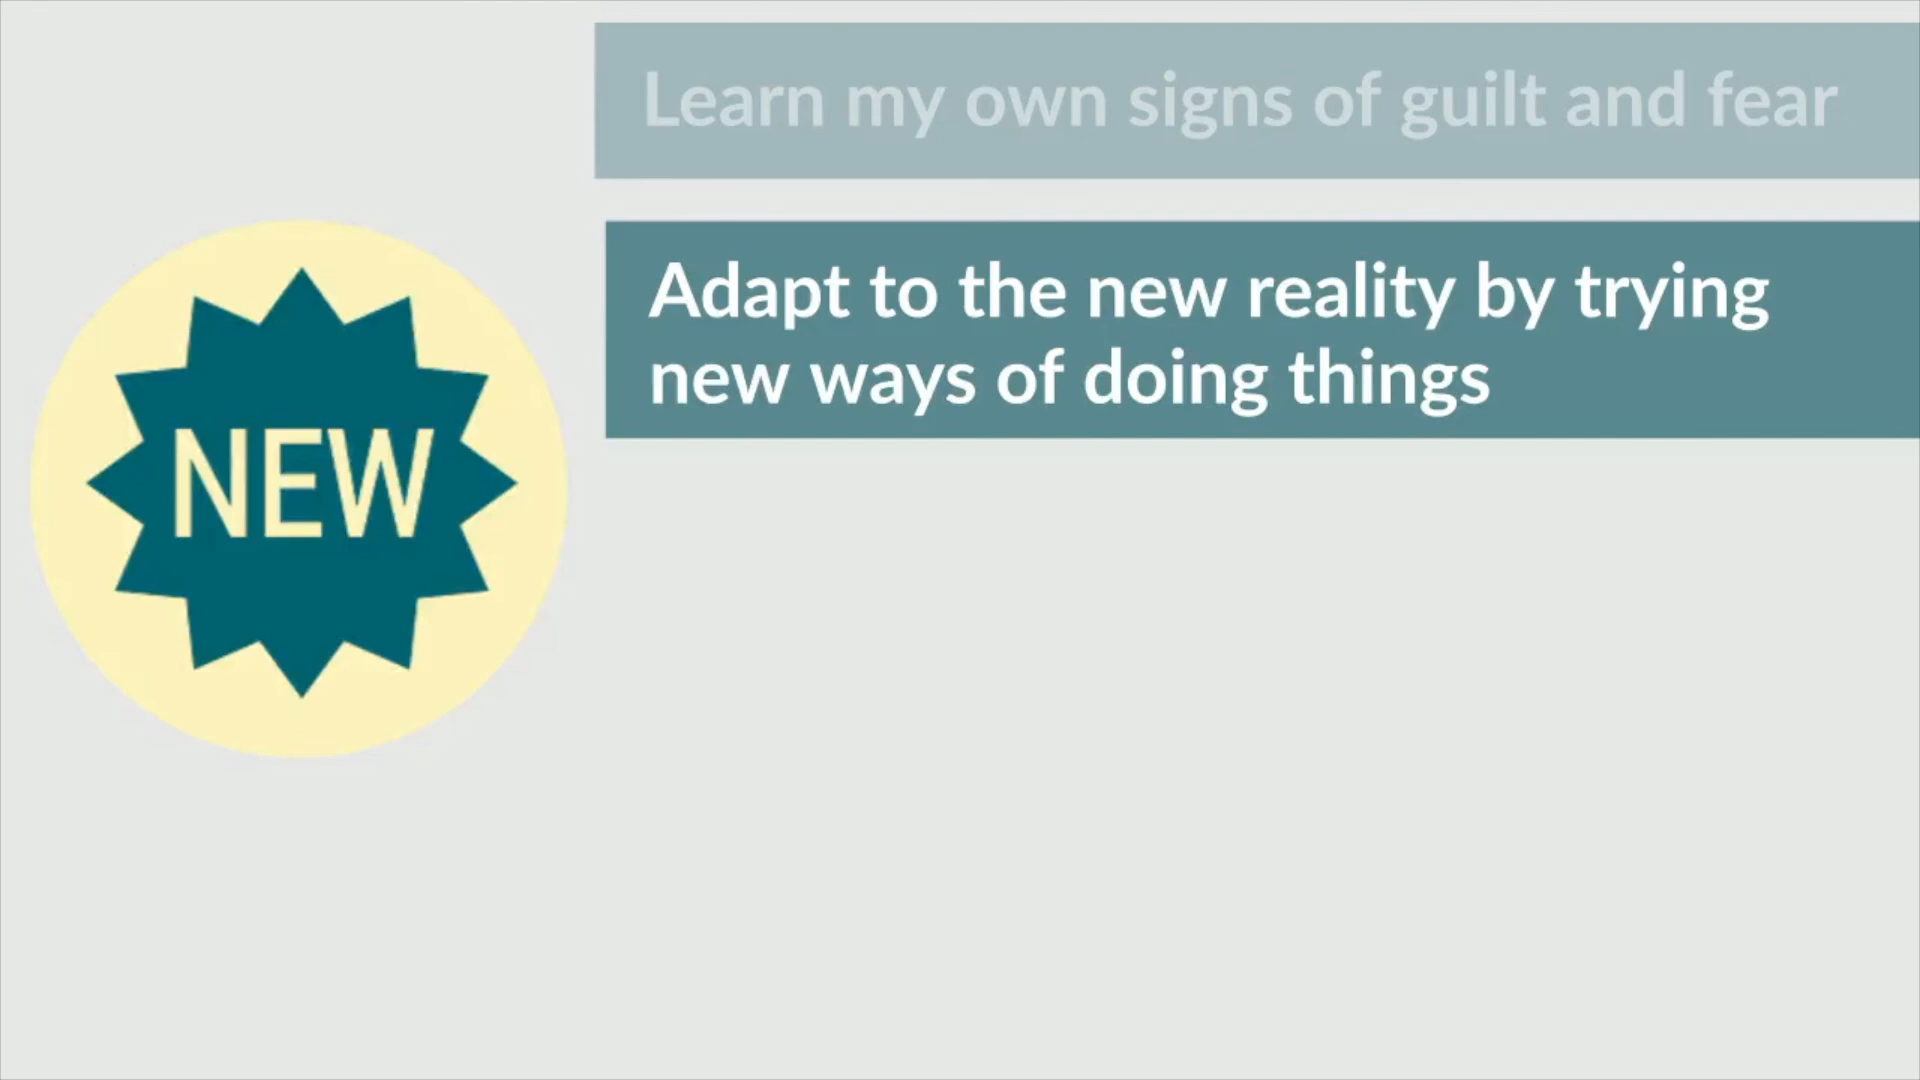 Learn my own signs of guilt and fear
Adapt to the new reality by trying
new ways of doing things
NEW